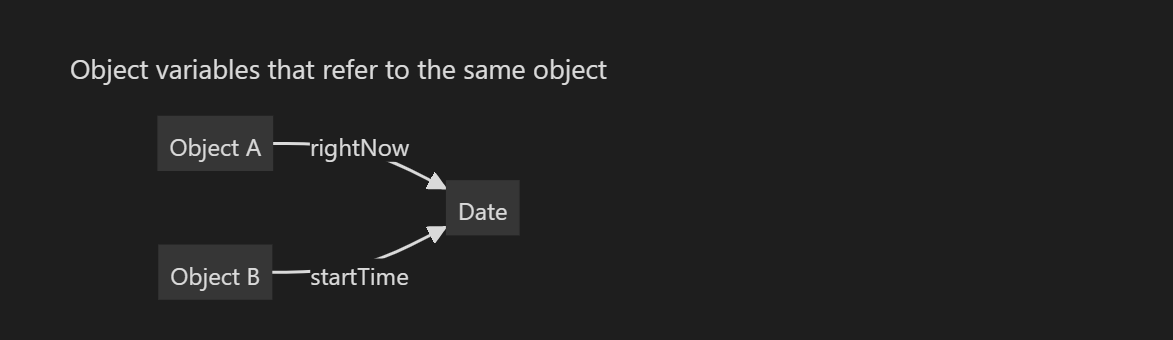 Object variables that refer to the same object
Object A
rightNow
Date
Object B
startTime